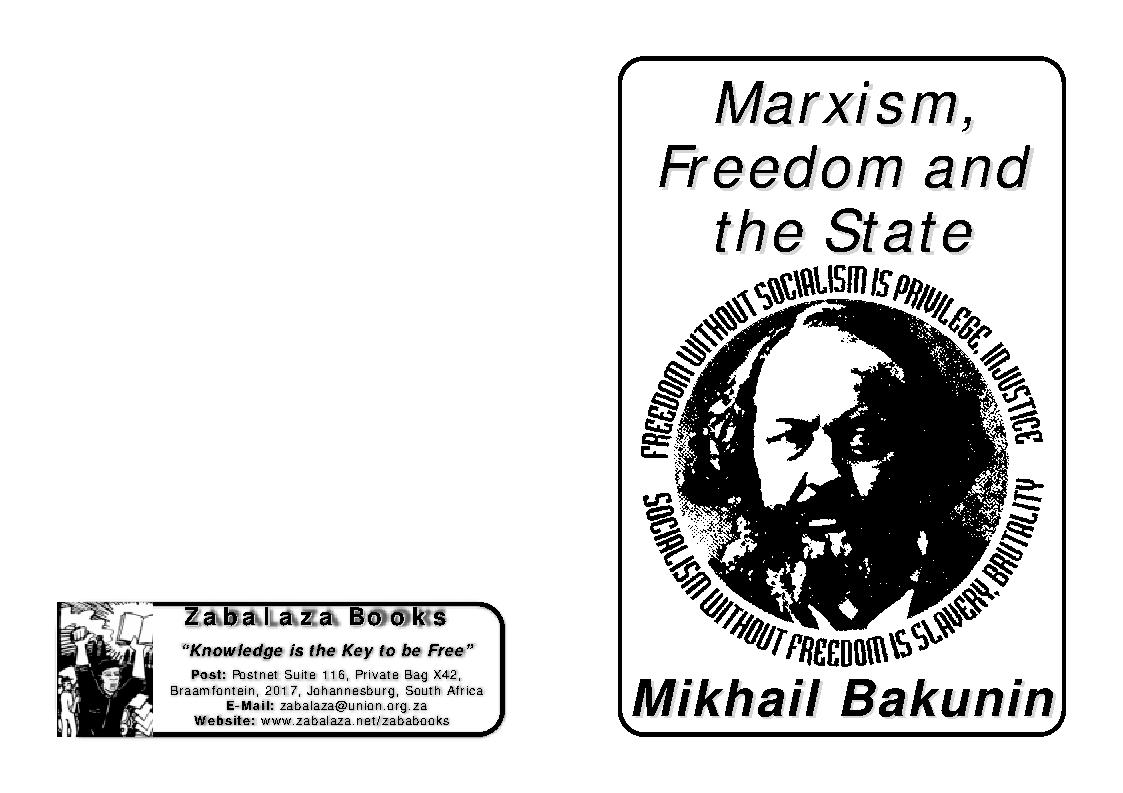 Marxism,
Freedom and
the State
FREEDOM WITHOUT SOCIALISM IS PRIVILEGE, INJUSTICE
SOCIALISM WITHOUT FREEDOM IS SLAVERY, BRUTALITY
Mikhail Bakunin
Zabalaza Books
“Knowledge is the Key to be Free”
Post: Postnet Suite 116, Private Bag X42,
Braamfontein, 2017, Johannesburg, South Africa
E-Mail: zabalaza@union.org.za
Website: www.zabalaza.net/zababooks